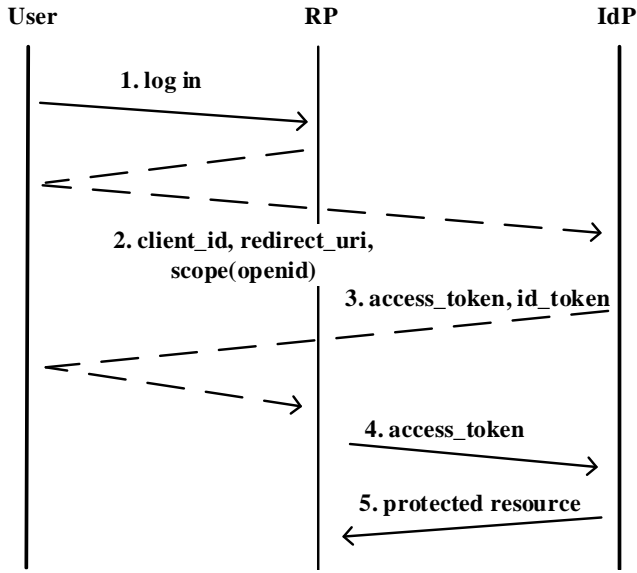 User
RP
IdP
1. log in
2. client_id, redirect_uri,
scope(openid)
3. access_token, id_token
4. access_token
5. protected resource